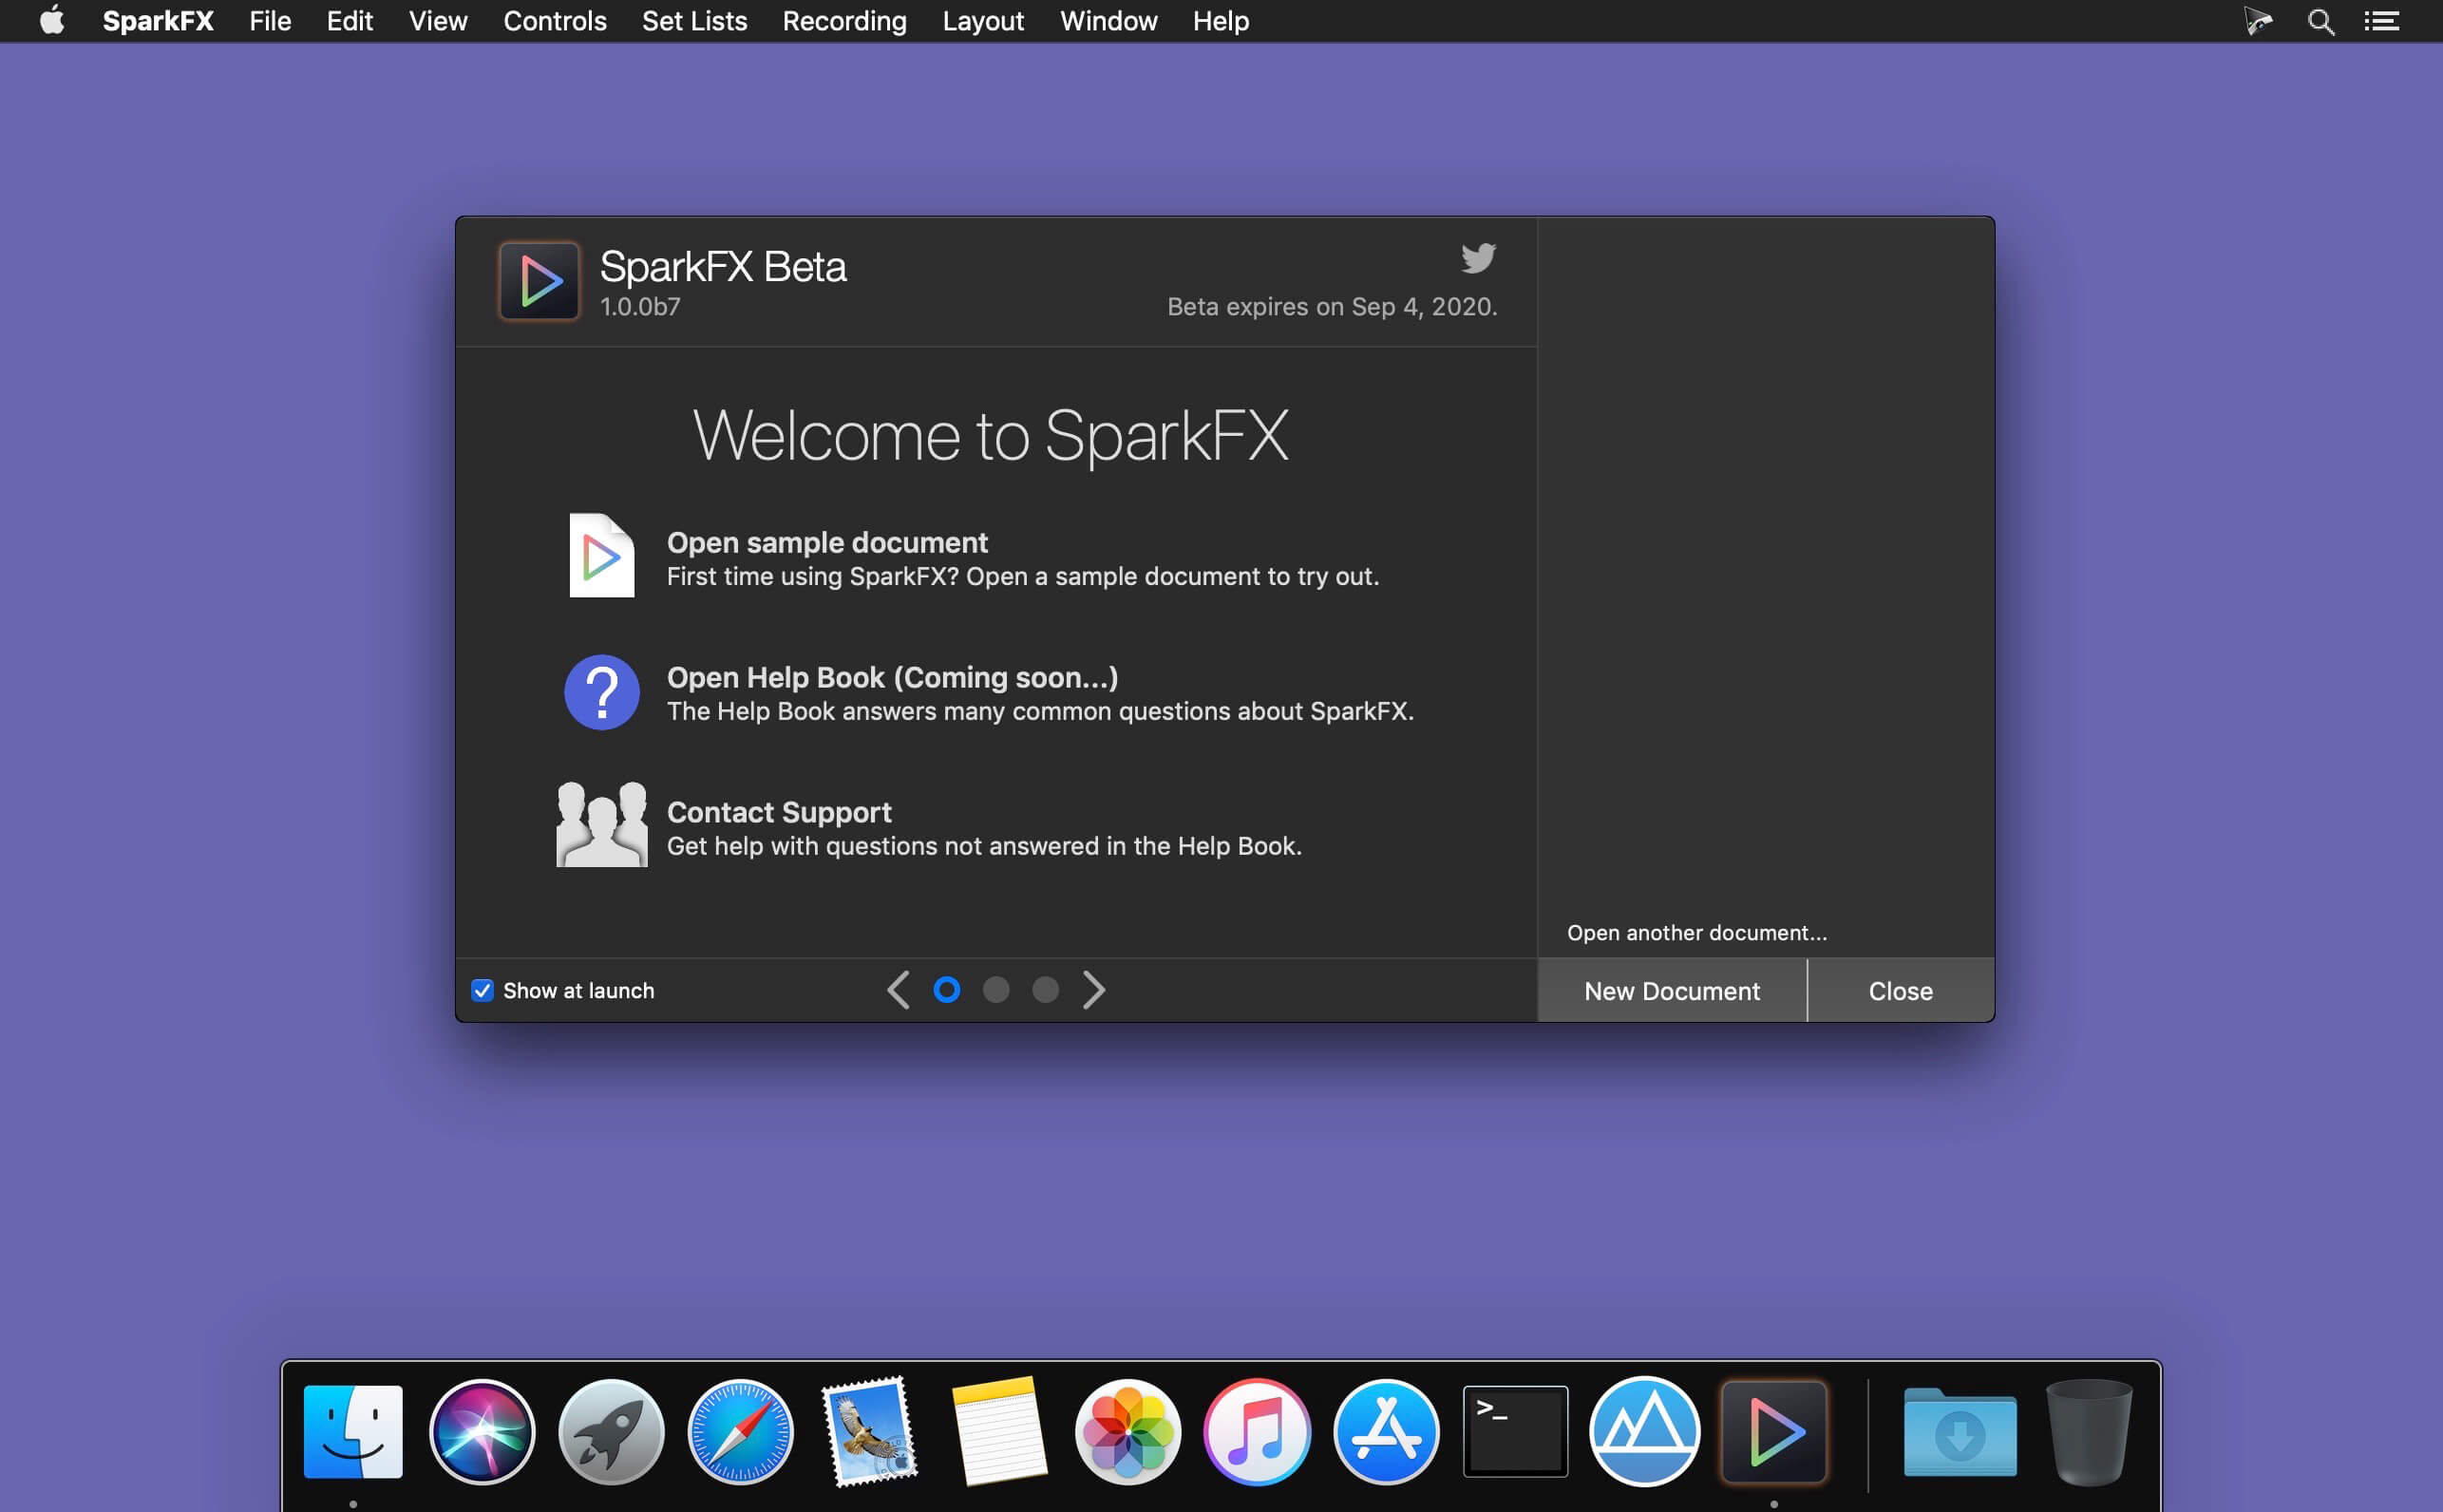 SparkFX File Edit View Controls Set Lists Recording Layout Window Help
SparkFX Beta
1.0.0b7
Beta expires on Sep 4, 2020.
Welcome to SparkFX
Open sample document
First time using SparkFX? Open a sample document to try out.
?
Open Help Book (Coming soon...)
The Help Book answers many common questions about SparkFX.
Contact Support
Get help with questions not answered in the Help Book.
Open another document...
Show at launch
New Document
Close
>_